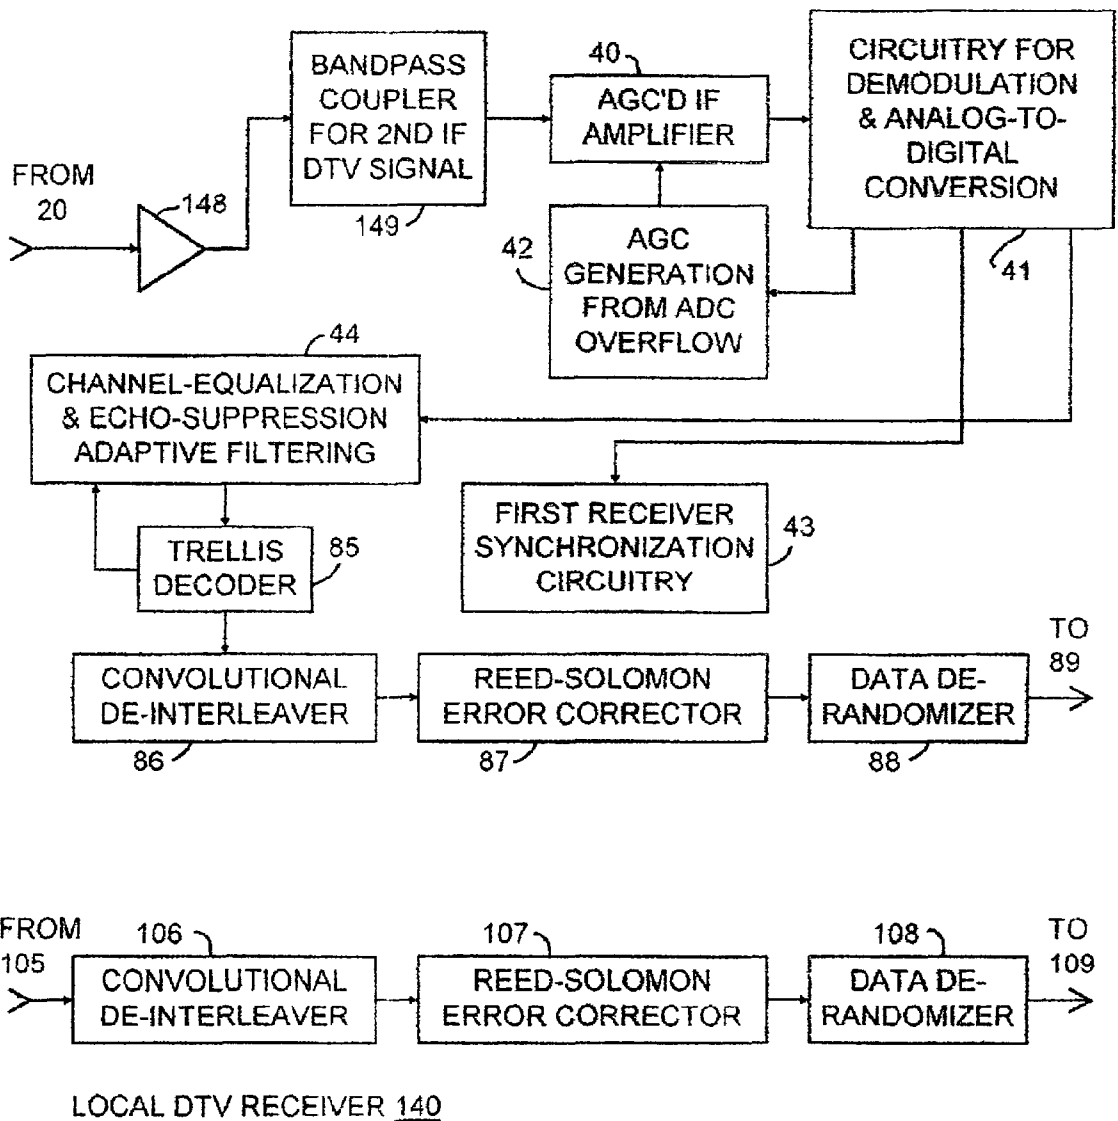 BANDPASS
COUPLER
FOR 2ND IF
DTV SIGNAL
149
40
AGC'D IF
AMPLIFIER
CIRCUITRY FOR
DEMODULATION
& ANALOG-TO-
DIGITAL
CONVERSION
41
FROM
20
148
42
AGC
GENERATION
FROM ADC
OVERFLOW
44
CHANNEL-EQUALIZATION
& ECHO-SUPPRESSION
ADAPTIVE FILTERING
FIRST RECEIVER
SYNCHRONIZATION
CIRCUITRY
43
TRELLIS
DECODER
85
CONVOLUTIONAL
DE-INTERLEAVER
86
REED-SOLOMON
ERROR CORRECTOR
87
DATA DE-
RANDOMIZER
88
TO
89
FROM
105
106
CONVOLUTIONAL
DE-INTERLEAVER
107
REED-SOLOMON
ERROR CORRECTOR
108
DATA DE-
RANDOMIZER
TO
109
LOCAL DTV RECEIVER 140